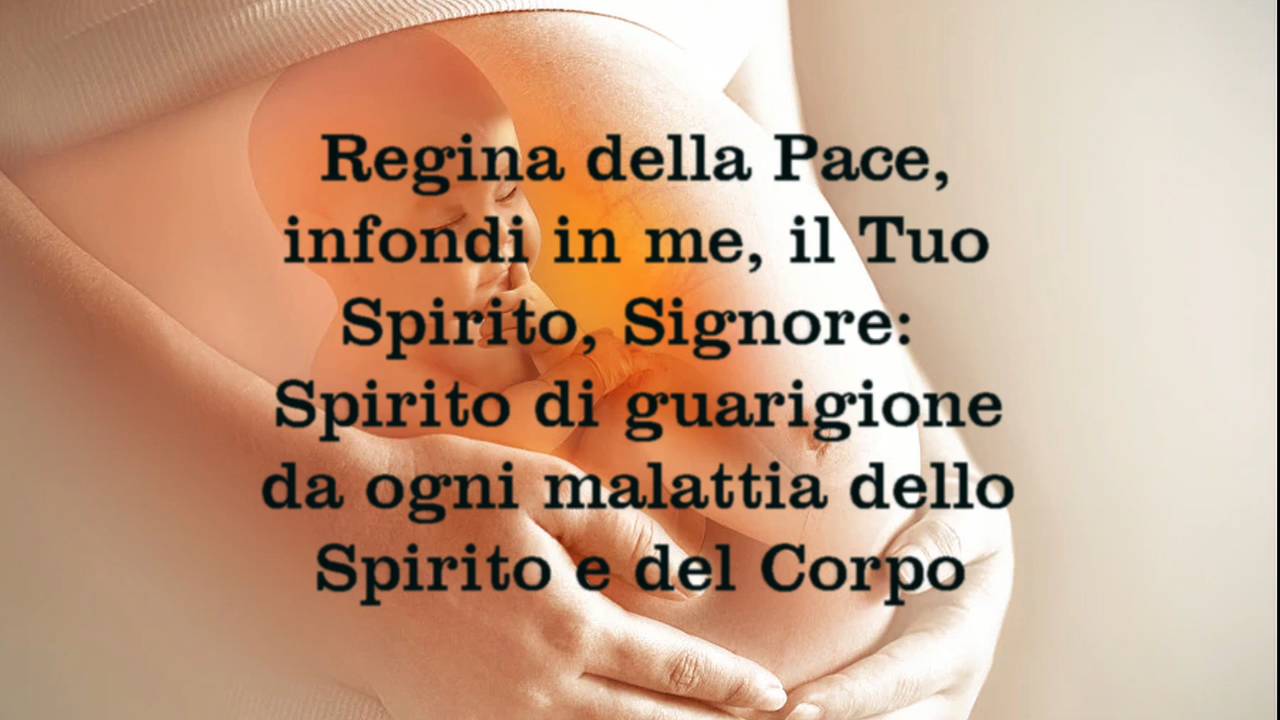 Regina della Pace,
infondi in me, il Tuo
Spirito, Signore:
Spirito di guarigione
da ogni malattia dello
Spirito e del Corpo